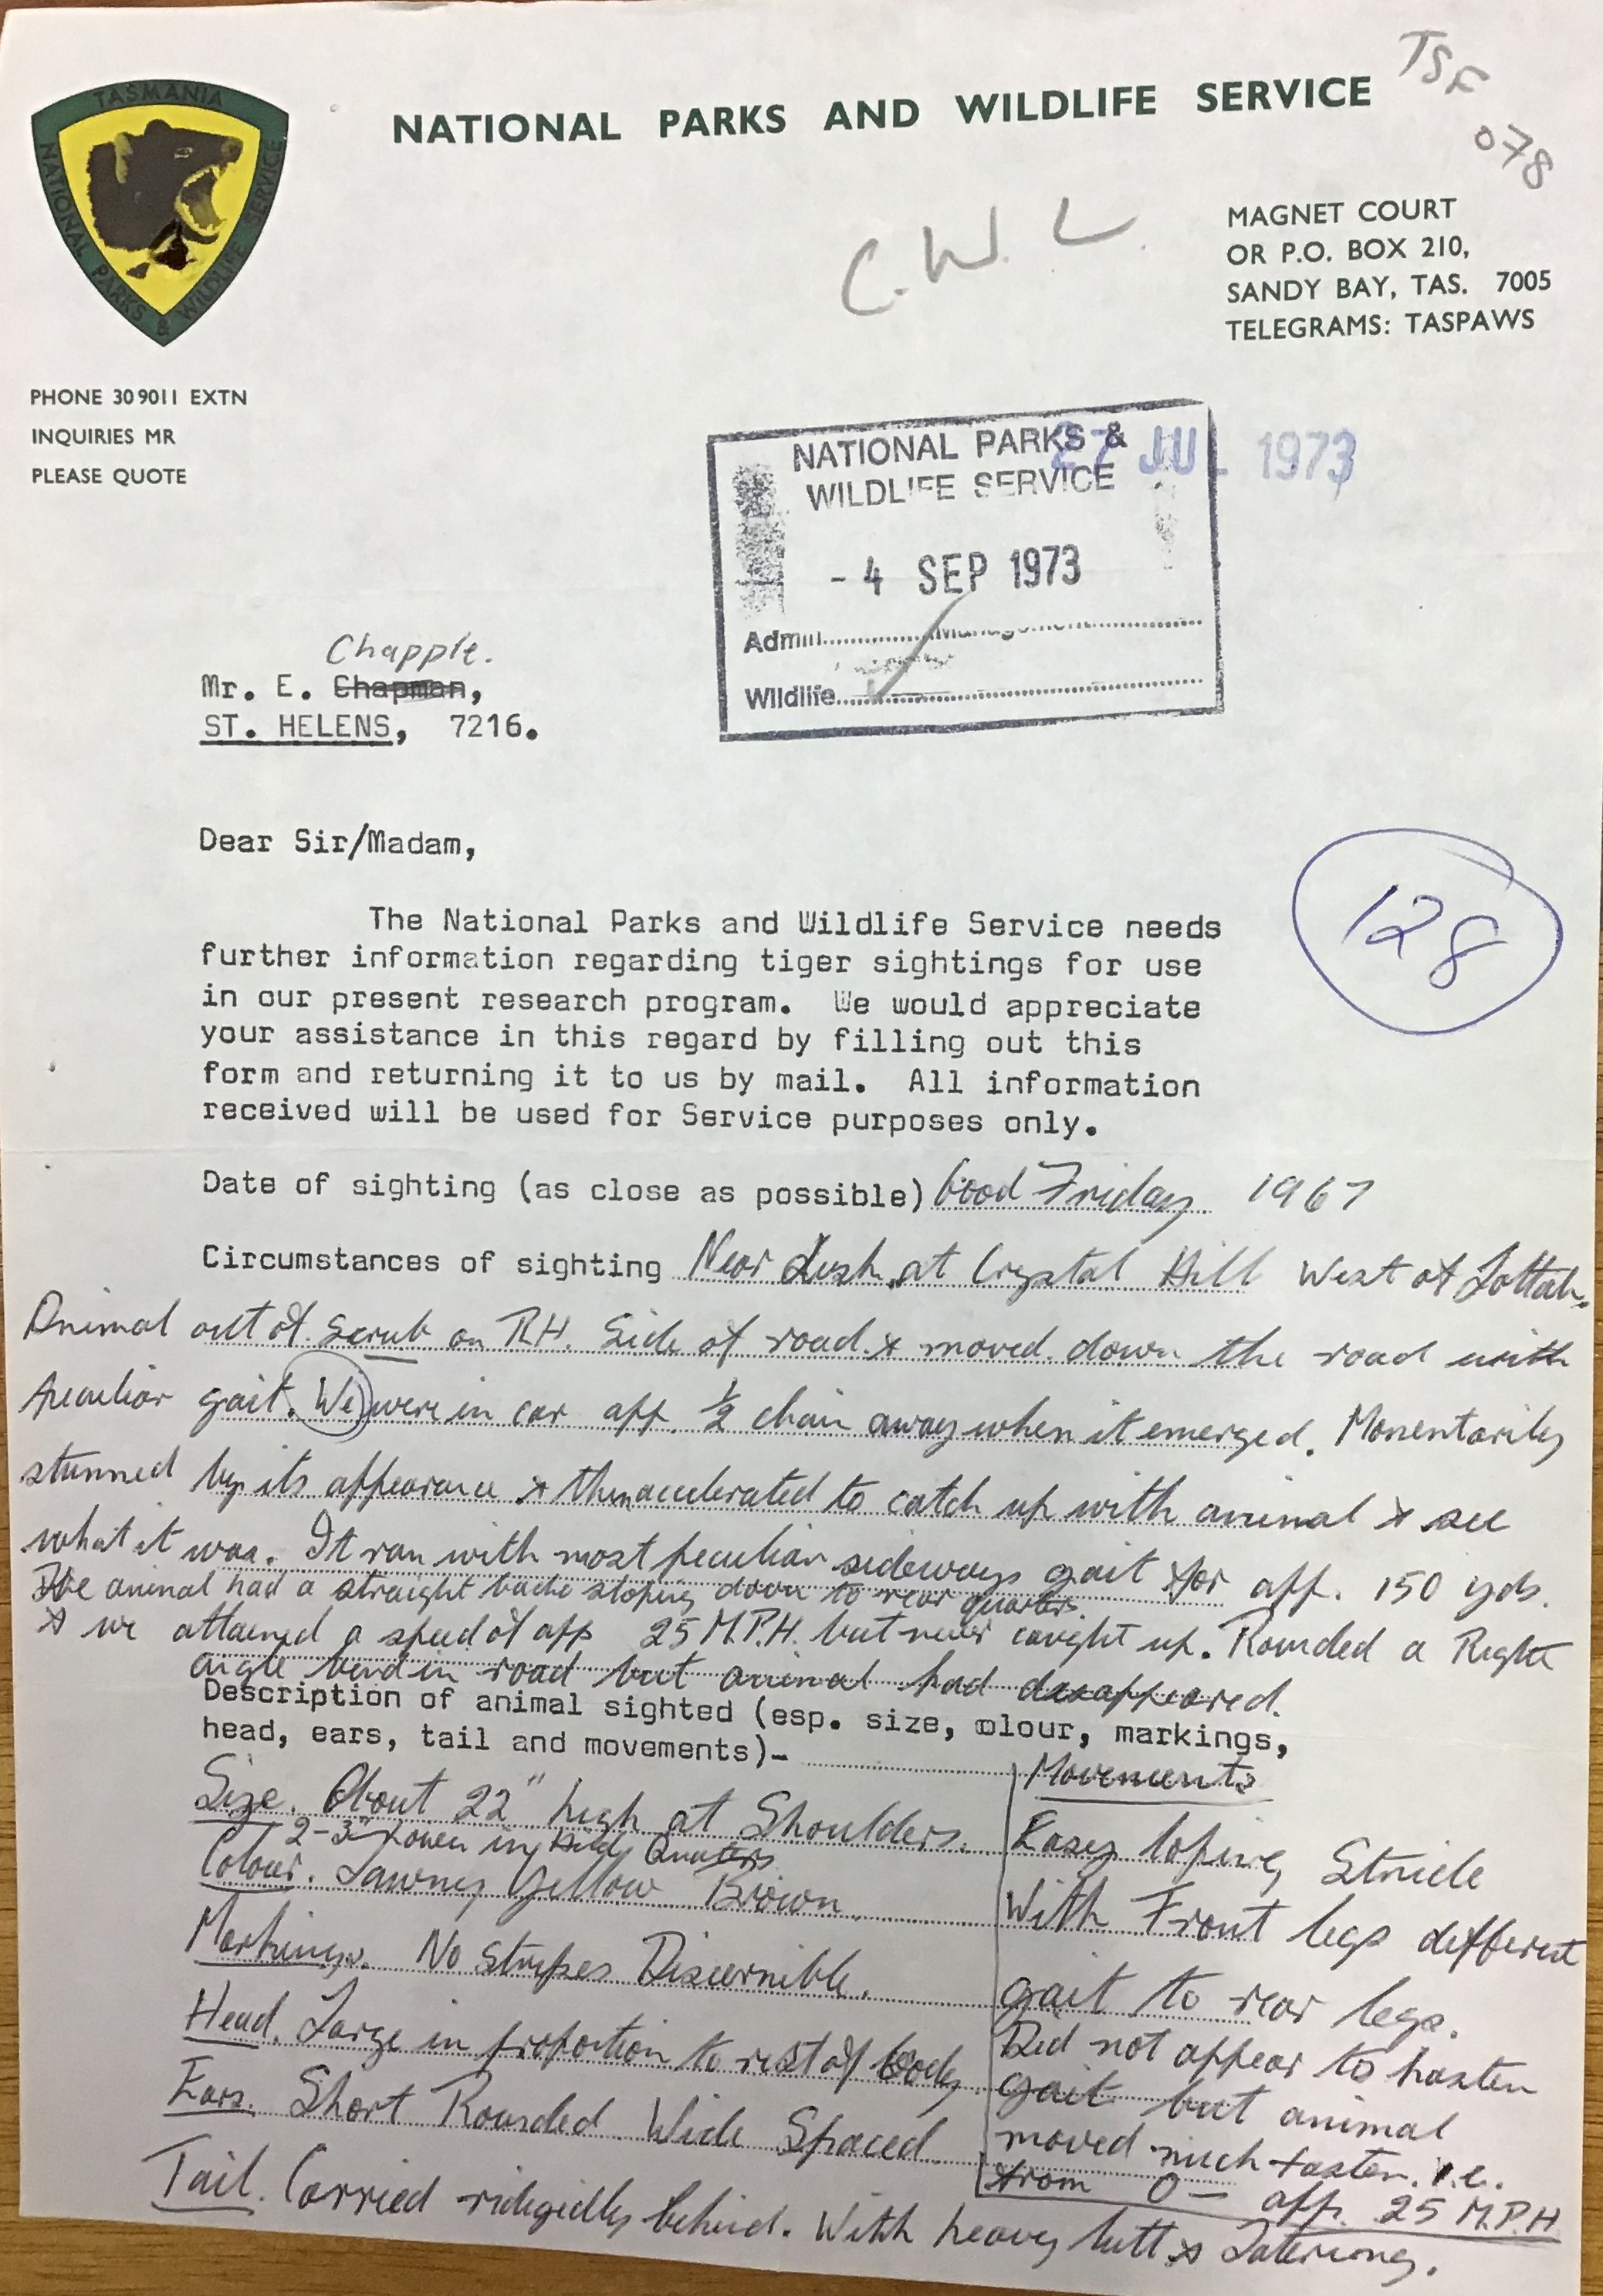 TSF
078
TASMANIA
NATIONAL PARKS & WILDLIFE SERVICE
NATIONAL PARKS AND WILDLIFE SERVICE
C.W.L.
MAGNET COURT
OR P.O. BOX 210,
SANDY BAY, TAS. 7005
TELEGRAMS: TASPAWS
PHONE 30 9011 EXTN
INQUIRIES MR
PLEASE QUOTE
27 JUL 1973
NATIONAL PARKS &
WILDLIFE SERVICE
- 4 SEP 1973
Admin. Management
Wildlife
Chapple.
Mr. E. Chapman,
ST. HELENS, 7216.
Dear Sir/Madam,
128
The National Parks and Wildlife Service needs
further information regarding tiger sightings for use
in our present research program. We would appreciate
your assistance in this regard by filling out this
form and returning it to us by mail. All information
received will be used for Service purposes only.
Date of sighting (as close as possible) Good Friday 1967
Circumstances of sighting Near at Crystal Hill West of Lottah.
Animal out of scrub on R.H. Side of road & moved down the road with
peculiar gait. We were in car app. ½ chain away when it emerged. Momentarily
stunned by its appearance & then accelerated to catch up with animal & see
what it was. It ran with most peculiar sideways gait for app. 150 yds.
The animal had a straight back sloping down to rear quarters.
& we attained a speed of app 25 M.P.H. but never caught up. Rounded a Right
angle bend in road but animal had disappeared.
Description of animal sighted (esp. size, colour, markings,
head, ears, tail and movements)-
Size. About 22" high at Shoulders.
2-3" Lower in Hind Quarters
Colour. Tawney Yellow Brown.
Markings. No Stripes Discernible.
Head. Large in proportion to rest of body.
Ears. Short Rounded Wide Spaced.
Tail. Carried ridigidly behind. With heavy butt &
Movements
Easy loping Stride
With Front legs different
gait to rear legs.
Did not appear to hasten
gait but animal
moved much faster. i.e.
from 0 - app. 25 M.P.H